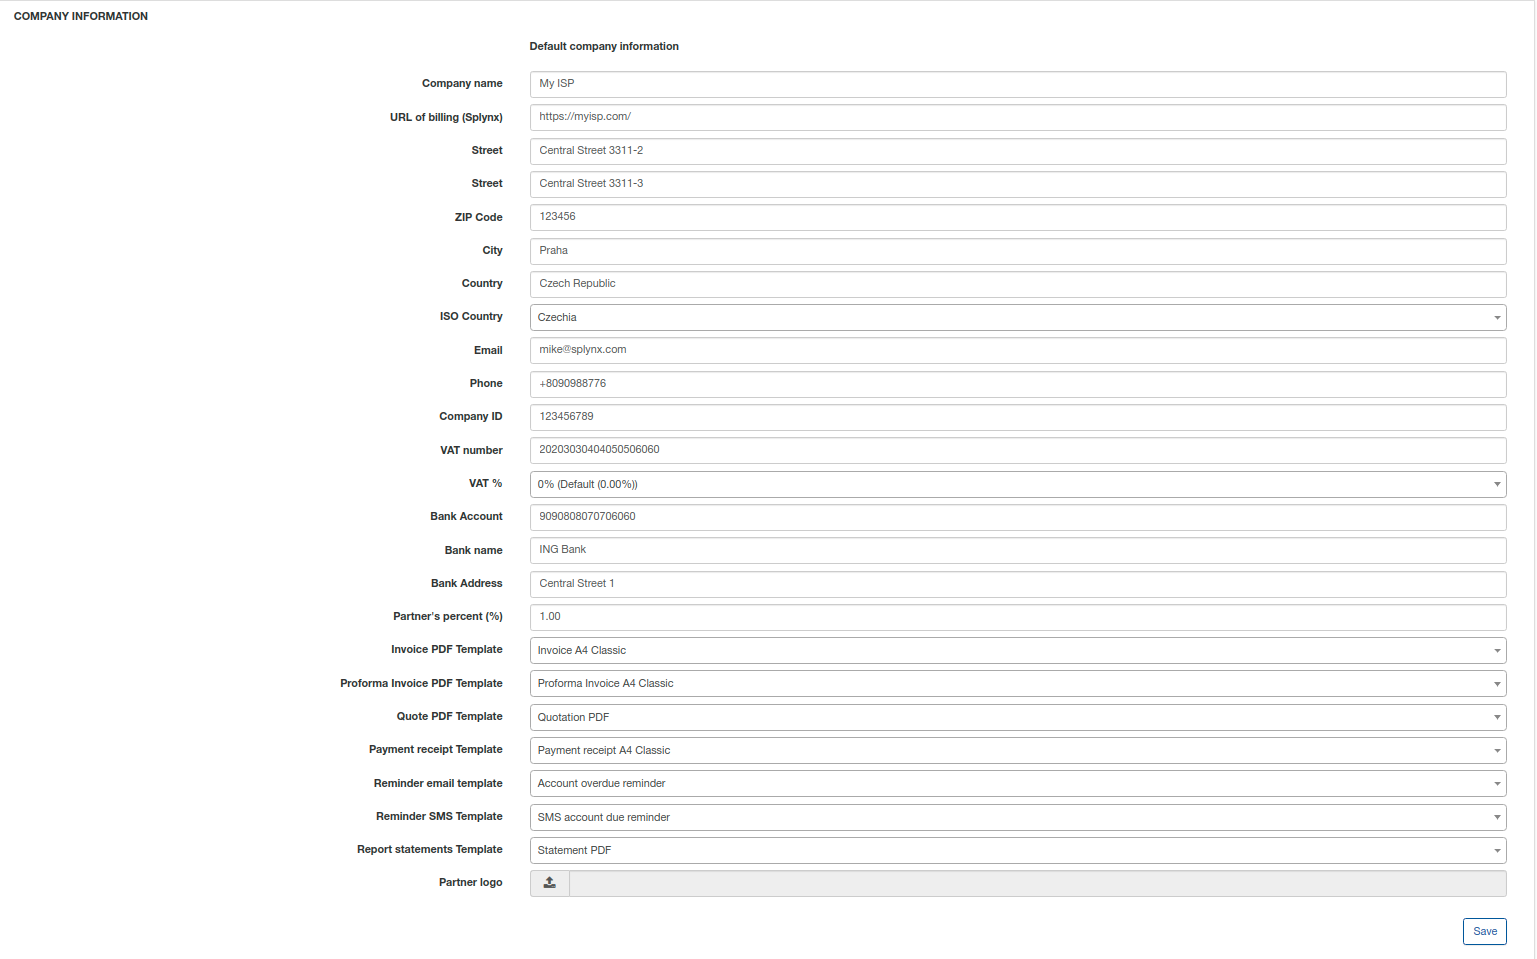 COMPANY INFORMATION
Default company information
Company name My ISP
URL of billing (Splynx) https://myisp.com/
Street Central Street 3311-2
Street Central Street 3311-3
ZIP Code 123456
City Praha
Country Czech Republic
ISO Country Czechia
Email mike@splynx.com
Phone +8090988776
Company ID 123456789
VAT number 20203030404050506060
VAT % 0% (Default (0.00%))
Bank Account 9090808070706060
Bank name ING Bank
Bank Address Central Street 1
Partner's percent (%) 1.00
Invoice PDF Template Invoice A4 Classic
Proforma Invoice PDF Template Proforma Invoice A4 Classic
Quote PDF Template Quotation PDF
Payment receipt Template Payment receipt A4 Classic
Reminder email template Account overdue reminder
Reminder SMS Template SMS account due reminder
Report statements Template Statement PDF
Partner logo
Save